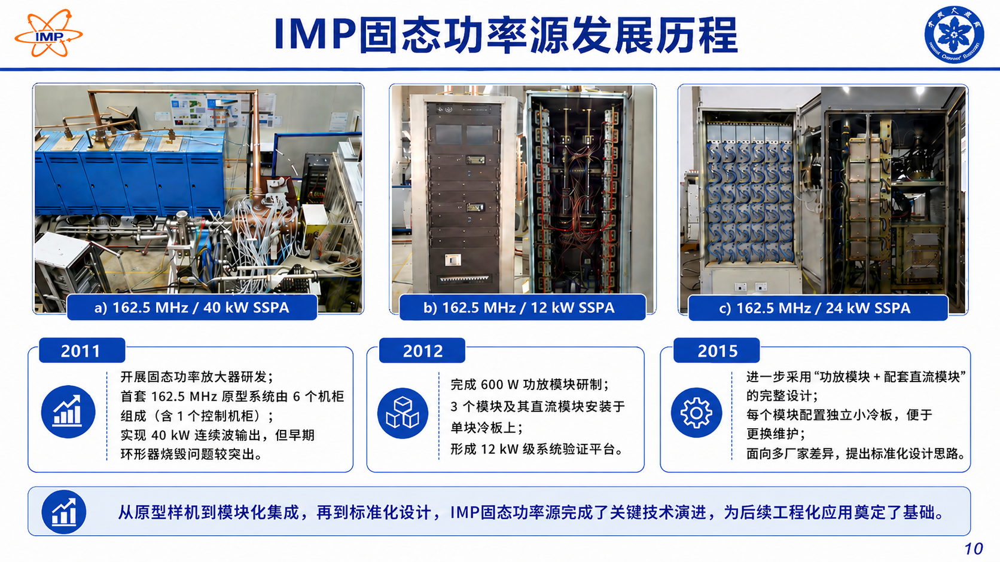 IMP
IMP固态功率源发展历程
a) 162.5 MHz / 40 kW SSPA
b) 162.5 MHz / 12 kW SSPA
c) 162.5 MHz / 24 kW SSPA
2011
开展固态功率放大器研发；
首套 162.5 MHz 原型系统由 6 个机柜
组成（含 1 个控制机柜）；
实现 40 kW 连续波输出，但早期
环形器烧毁问题较突出。
2012
完成 600 W 功放模块研制；
3 个模块及其直流模块安装于
单块冷板上；
形成 12 kW 级系统验证平台。
2015
进一步采用“功放模块 + 配套直流模块”
的完整设计；
每个模块配置独立小冷板，便于
更换维护；
面向多厂家差异，提出标准化设计思路。
从原型样机到模块化集成，再到标准化设计，IMP固态功率源完成了关键技术演进，为后续工程化应用奠定了基础。
10